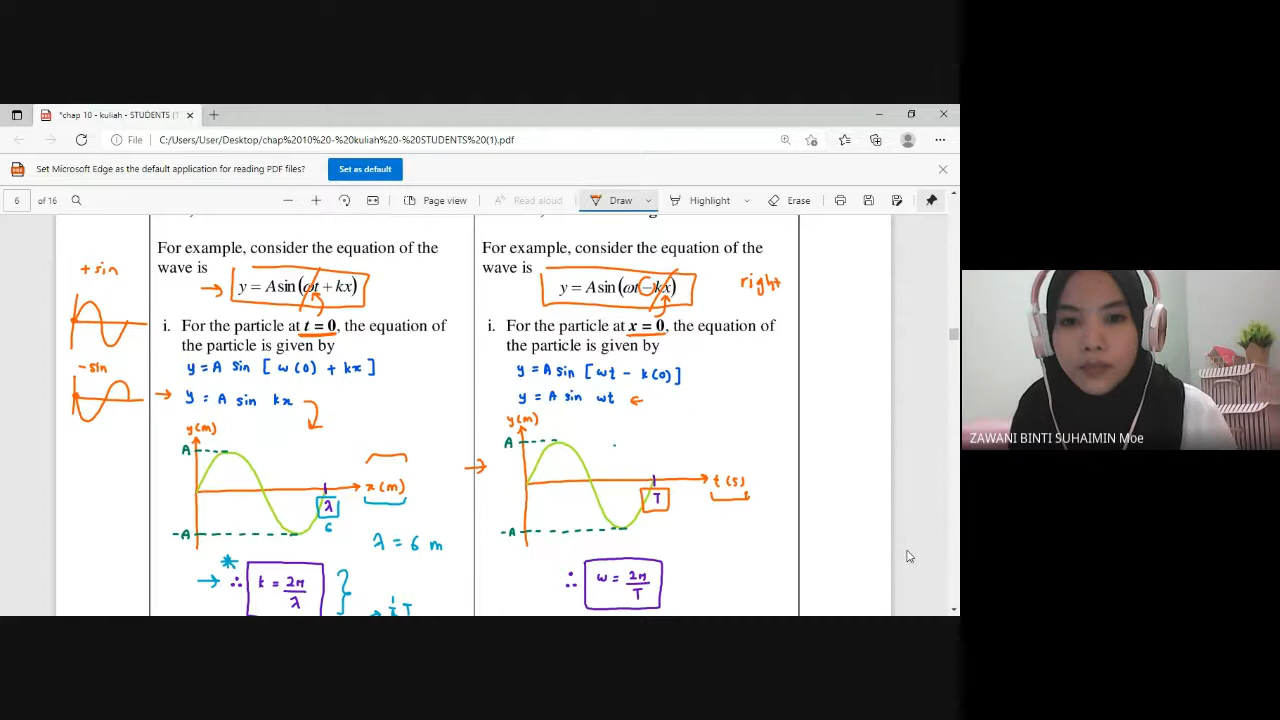 *chap 10 - kuliah - STUDENTS (1
File
C:/Users/User/Desktop/chap%2010%20-%20kuliah%20-%20STUDENTS%20(1).pdf
Set Microsoft Edge as the default application for reading PDF files?
Set as default
6 of 16
Page view
Read aloud
Draw
Highlight
Erase
+ sin
- sin
For example, consider the equation of the
wave is
y = A sin(ωt + kx)
i. For the particle at t = 0, the equation of
the particle is given by
y = A sin [ w(0) + kx ]
y = A sin kx
y(m)
A
x(m)
λ
6
-A
λ = 6 m
* ∴ k = 2π
λ
For example, consider the equation of the
wave is
y = A sin(ωt − kx)
right
i. For the particle at x = 0, the equation of
the particle is given by
y = A sin [ wt - k(0) ]
y = A sin wt
y(m)
A
t(s)
T
-A
∴ w = 2π
T
ZAWANI BINTI SUHAIMIN Moe